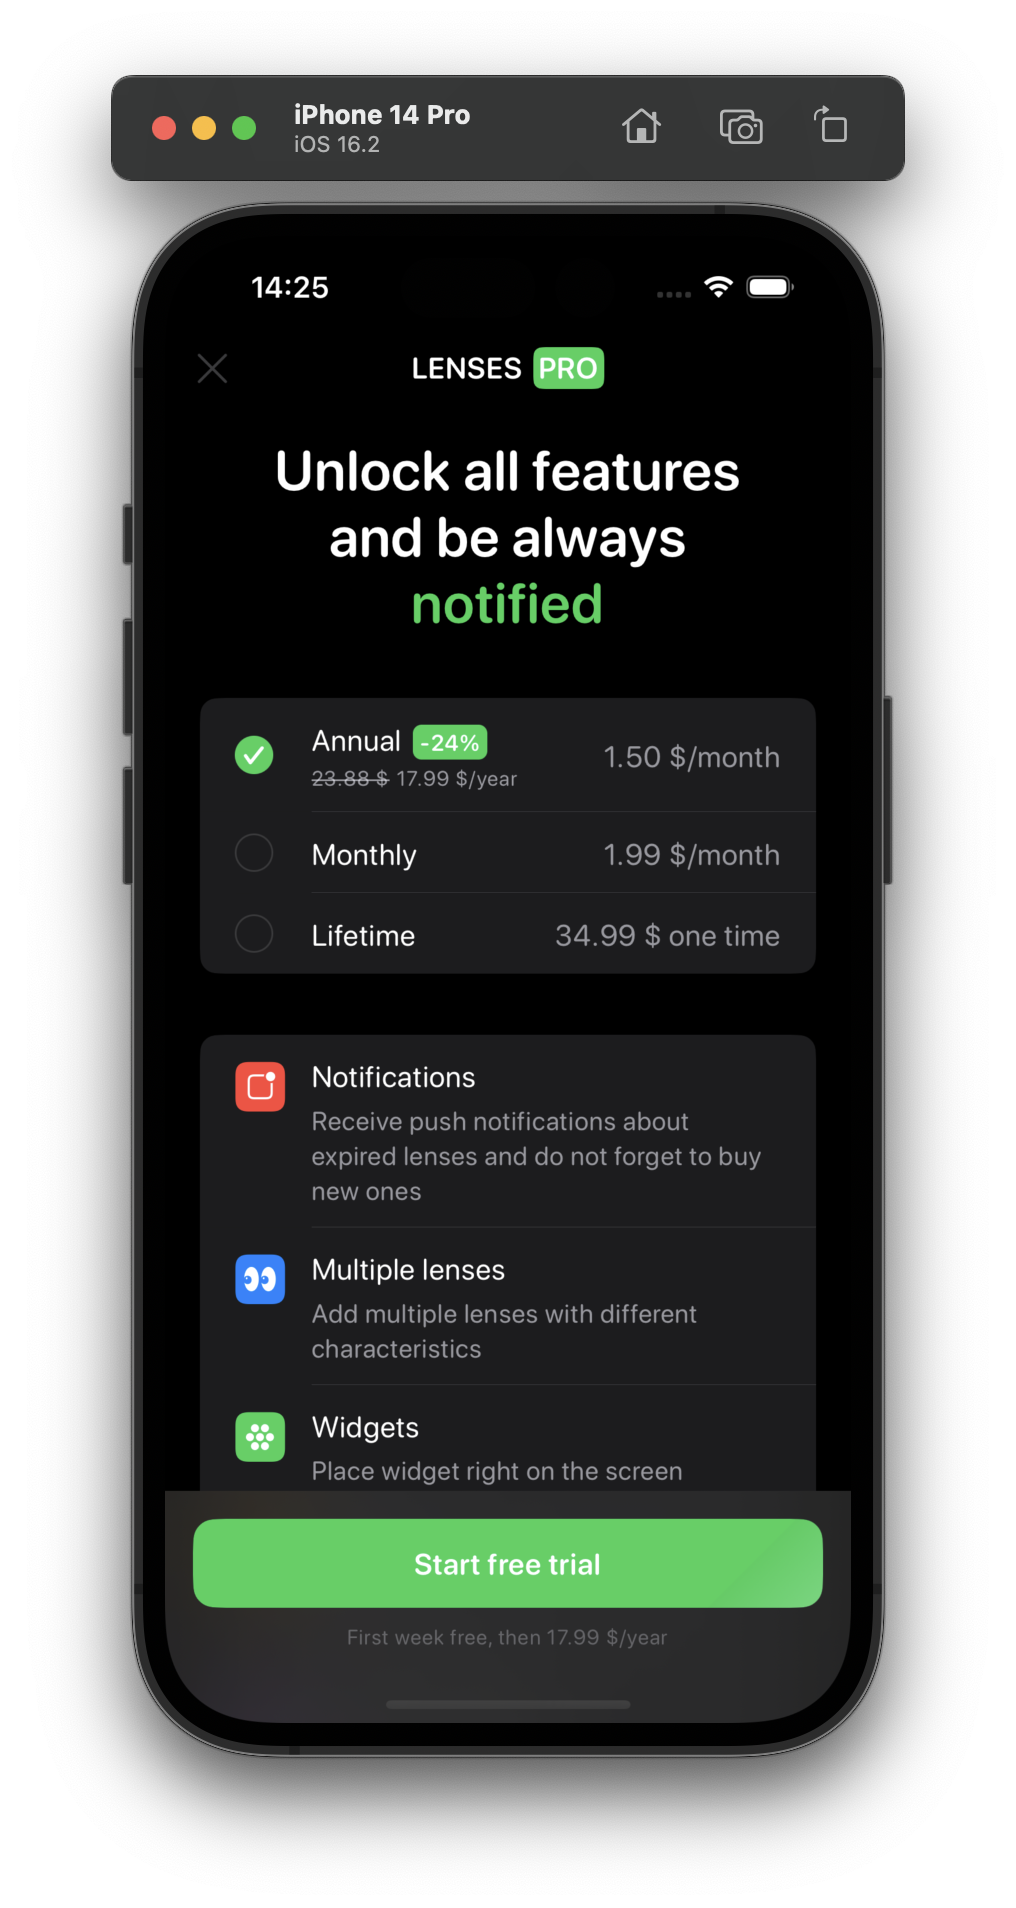 iPhone 14 Pro
iOS 16.2
14:25
LENSES PRO
Unlock all features
and be always
notified
Annual -24%
23.88 $ 17.99 $/year
1.50 $/month
Monthly
1.99 $/month
Lifetime
34.99 $ one time
Notifications
Receive push notifications about
expired lenses and do not forget to buy
new ones
Multiple lenses
Add multiple lenses with different
characteristics
Widgets
Place widget right on the screen
Start free trial
First week free, then 17.99 $/year